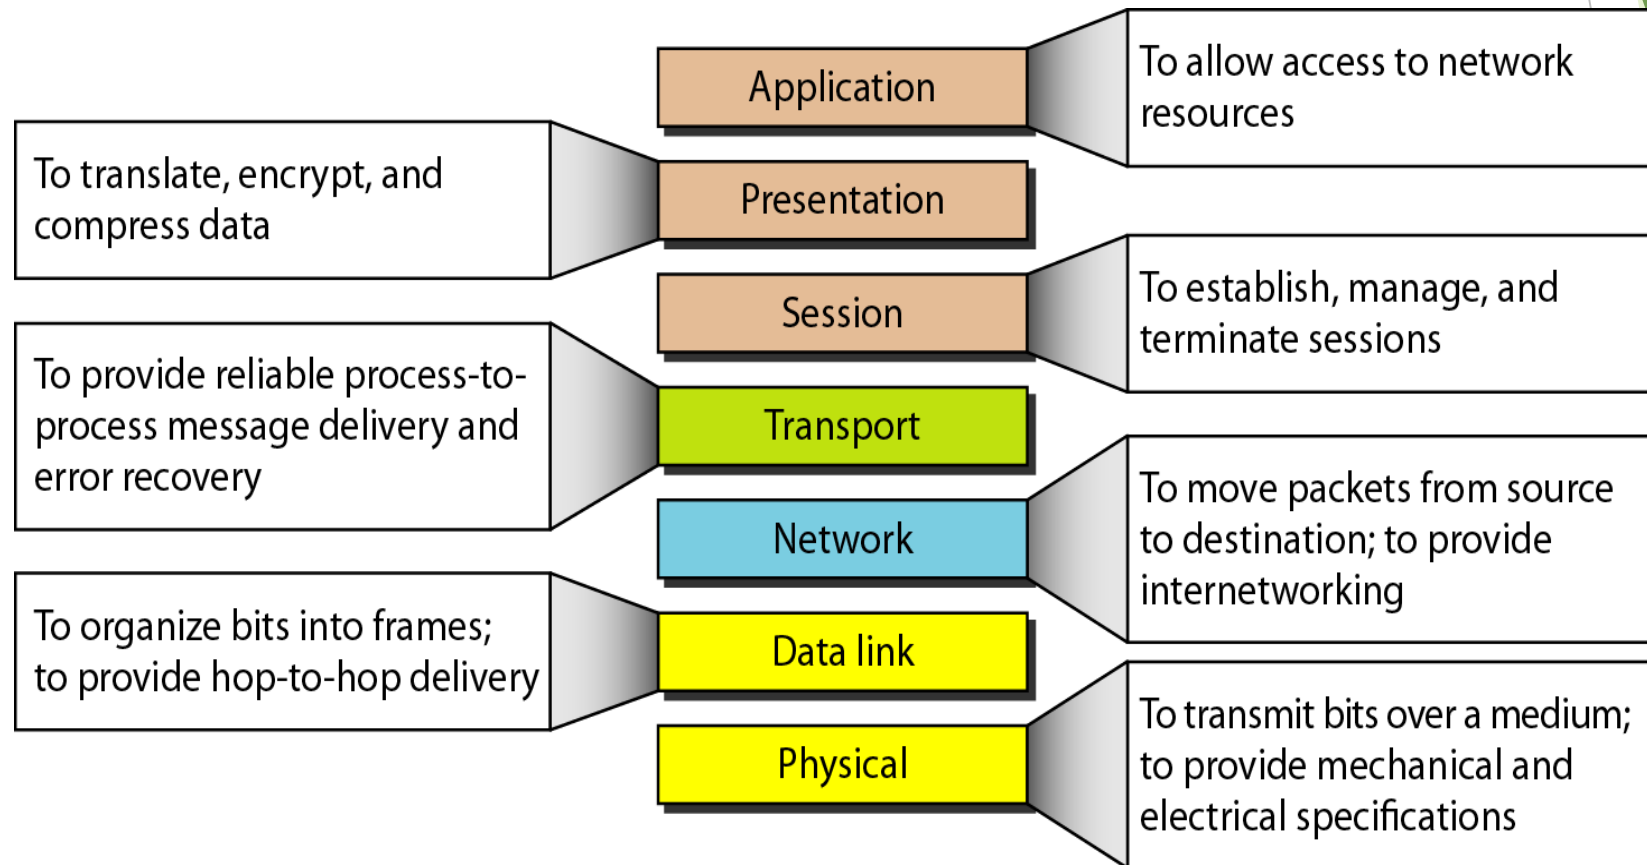 Application
To allow access to network
resources
To translate, encrypt, and
compress data
Presentation
Session
To establish, manage, and
terminate sessions
To provide reliable process-to-
process message delivery and
error recovery
Transport
Network
To move packets from source
to destination; to provide
internetworking
To organize bits into frames;
to provide hop-to-hop delivery
Data link
Physical
To transmit bits over a medium;
to provide mechanical and
electrical specifications